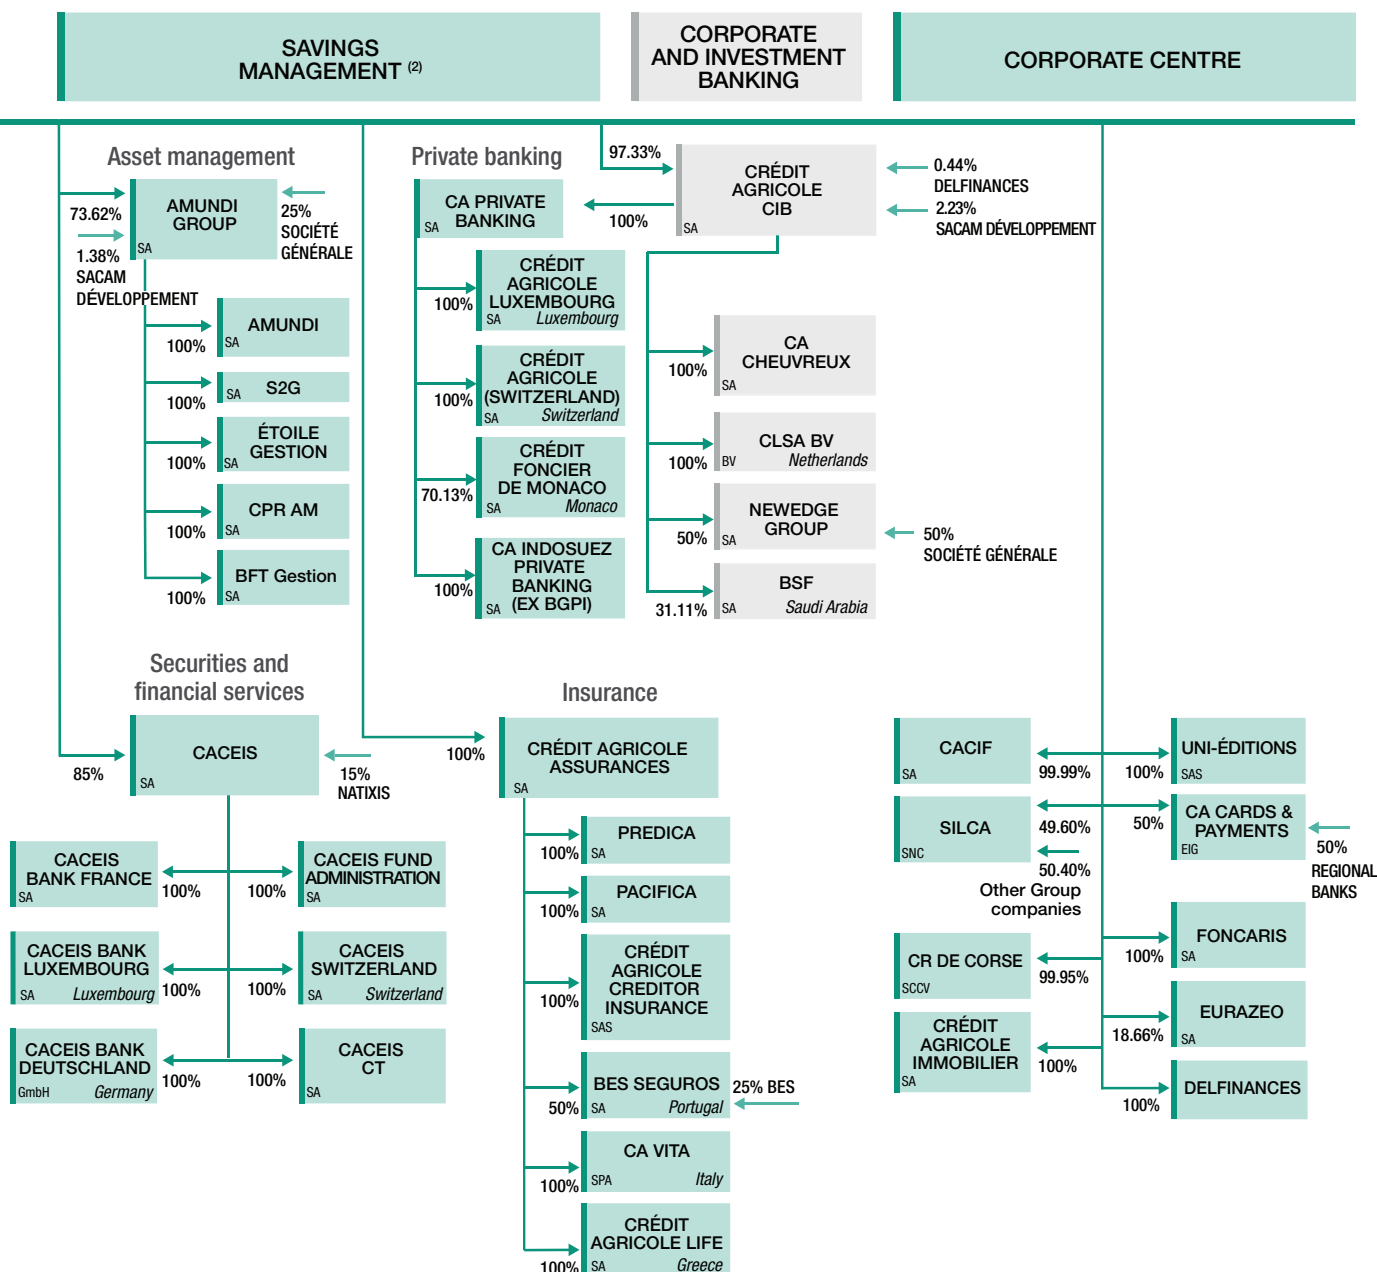 SAVINGS
MANAGEMENT (2)
CORPORATE
AND INVESTMENT
BANKING
CORPORATE CENTRE
Asset management
73.62%
AMUNDI
GROUP
SA
25%
SOCIÉTÉ
GÉNÉRALE
1.38%
SACAM
DÉVELOPPEMENT
100%
AMUNDI
SA
100%
S2G
SA
100%
ÉTOILE
GESTION
SA
100%
CPR AM
SA
100%
BFT Gestion
SA
Private banking
CA PRIVATE
BANKING
SA
100%
CRÉDIT
AGRICOLE
LUXEMBOURG
SA Luxembourg
100%
CRÉDIT
AGRICOLE
(SWITZERLAND)
SA Switzerland
100%
CRÉDIT
FONCIER
DE MONACO
SA Monaco
70.13%
CA INDOSUEZ
PRIVATE
BANKING
(EX BGPI)
SA
100%
97.33%
CRÉDIT
AGRICOLE
CIB
SA
100%
0.44%
DELFINANCES
2.23%
SACAM DÉVELOPPEMENT
CA
CHEUVREUX
SA
100%
CLSA BV
BV Netherlands
100%
NEWEDGE
GROUP
SA
50%
50%
SOCIÉTÉ GÉNÉRALE
BSF
SA Saudi Arabia
31.11%
Securities and
financial services
85%
CACEIS
SA
15%
NATIXIS
CACEIS
BANK FRANCE
SA
100%
100%
CACEIS FUND
ADMINISTRATION
SA
CACEIS BANK
LUXEMBOURG
SA Luxembourg
100%
100%
CACEIS
SWITZERLAND
SA Switzerland
CACEIS BANK
DEUTSCHLAND
GmbH Germany
100%
100%
CACEIS
CT
SA
Insurance
100%
CRÉDIT AGRICOLE
ASSURANCES
SA
100%
PREDICA
SA
100%
PACIFICA
SA
100%
CRÉDIT
AGRICOLE
CREDITOR
INSURANCE
SAS
50%
BES SEGUROS
SA Portugal
25% BES
100%
CA VITA
SPA Italy
100%
CRÉDIT
AGRICOLE LIFE
SA Greece
CACIF
SA
99.99%
100%
UNI-ÉDITIONS
SAS
SILCA
SNC
49.60%
50.40%
Other Group
companies
50%
CA CARDS &
PAYMENTS
EIG
50%
REGIONAL
BANKS
CR DE CORSE
SCCV
99.95%
100%
FONCARIS
SA
CRÉDIT
AGRICOLE
IMMOBILIER
SA
100%
18.66%
EURAZEO
SA
100%
DELFINANCES